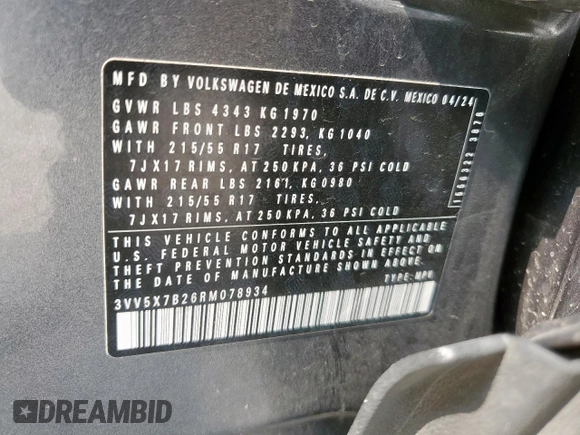 MFD BY VOLKSWAGEN DE MEXICO S.A. DE C.V. MEXICO 04/24
GVWR LBS 4343 KG 1970
GAWR FRONT LBS 2293, KG 1040
WITH 215/55 R17 TIRES,
7JX17 RIMS, AT 250 KPA, 36 PSI COLD
GAWR REAR LBS 2161, KG 0980
WITH 215/55 R17 TIRES,
7JX17 RIMS, AT 250 KPA, 36 PSI COLD
THIS VEHICLE CONFORMS TO ALL APPLICABLE
U.S. FEDERAL MOTOR VEHICLE SAFETY AND
THEFT PREVENTION STANDARDS IN EFFECT ON
THE DATE OF MANUFACTURE SHOWN ABOVE.
3VV5X7B26RM078934 TYPE: MPV
DREAMBID